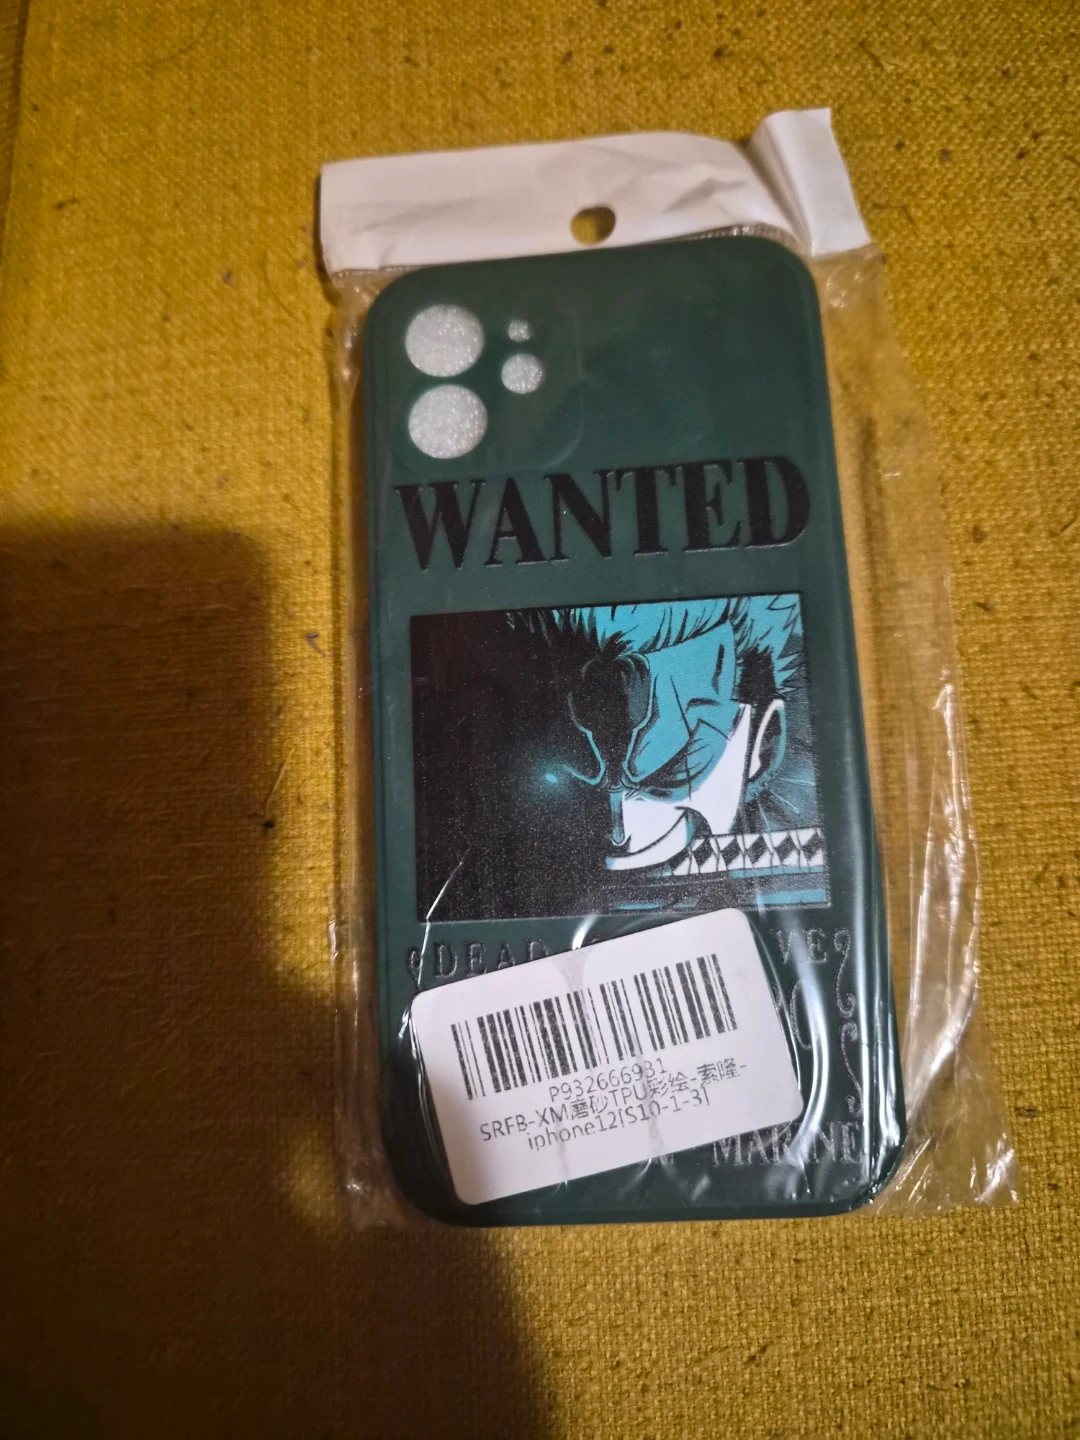 WANTED
DEAD VE
P932666931
SRFB-XM磨砂TPU彩绘-索隆-
iphone12[S10-1-3]
MARINE